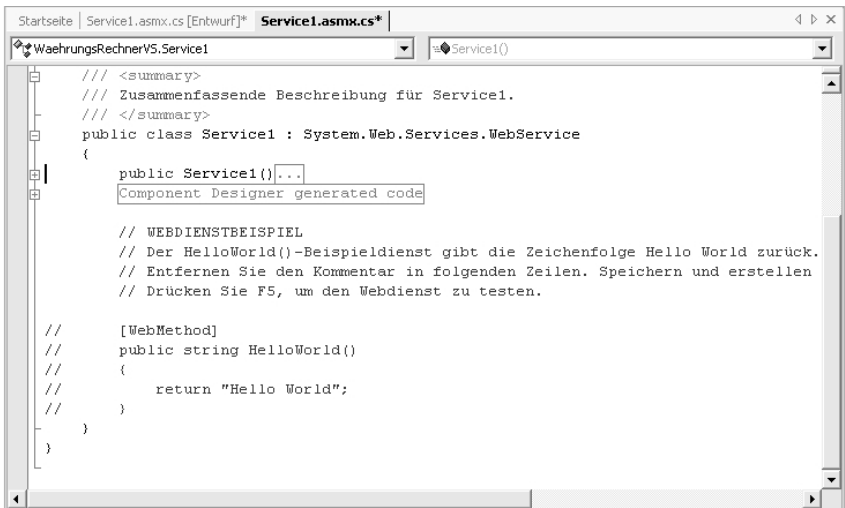 Startseite | Service1.asmx.cs [Entwurf]* Service1.asmx.cs*
WaehrungsRechnerVS.Service1 Service1()
/// <summary>
/// Zusammenfassende Beschreibung für Service1.
/// </summary>
public class Service1 : System.Web.Services.WebService
{
public Service1()...
Component Designer generated code
// WEBDIENSTBEISPIEL
// Der HelloWorld()-Beispieldienst gibt die Zeichenfolge Hello World zurück.
// Entfernen Sie den Kommentar in folgenden Zeilen. Speichern und erstellen
// Drücken Sie F5, um den Webdienst zu testen.
// [WebMethod]
// public string HelloWorld()
// {
// return "Hello World";
// }
}
}